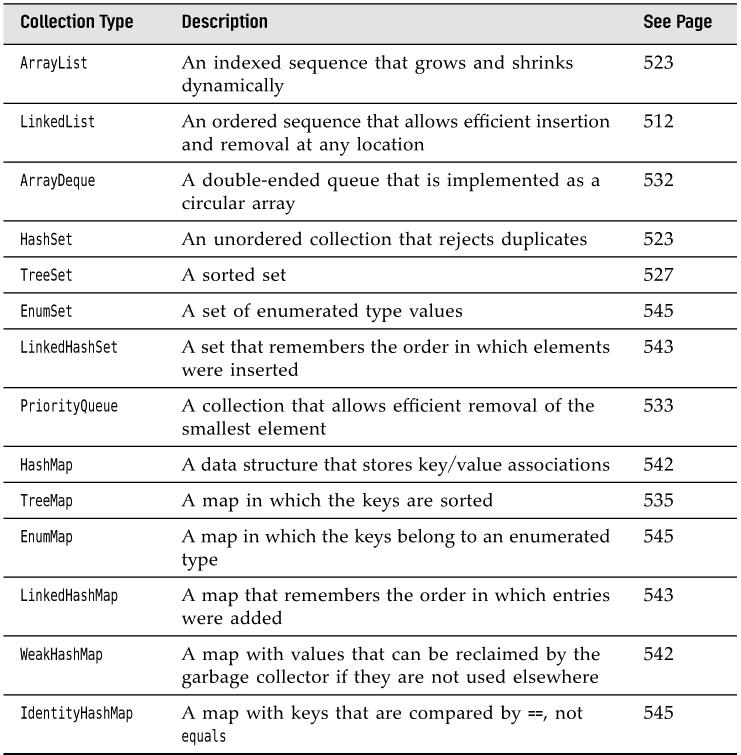 Collection Type Description See Page
ArrayList An indexed sequence that grows and shrinks 523
dynamically
LinkedList An ordered sequence that allows efficient insertion 512
and removal at any location
ArrayDeque A double-ended queue that is implemented as a 532
circular array
HashSet An unordered collection that rejects duplicates 523
TreeSet A sorted set 527
EnumSet A set of enumerated type values 545
LinkedHashSet A set that remembers the order in which elements 543
were inserted
PriorityQueue A collection that allows efficient removal of the 533
smallest element
HashMap A data structure that stores key/value associations 542
TreeMap A map in which the keys are sorted 535
EnumMap A map in which the keys belong to an enumerated 545
type
LinkedHashMap A map that remembers the order in which entries 543
were added
WeakHashMap A map with values that can be reclaimed by the 542
garbage collector if they are not used elsewhere
IdentityHashMap A map with keys that are compared by ==, not 545
equals